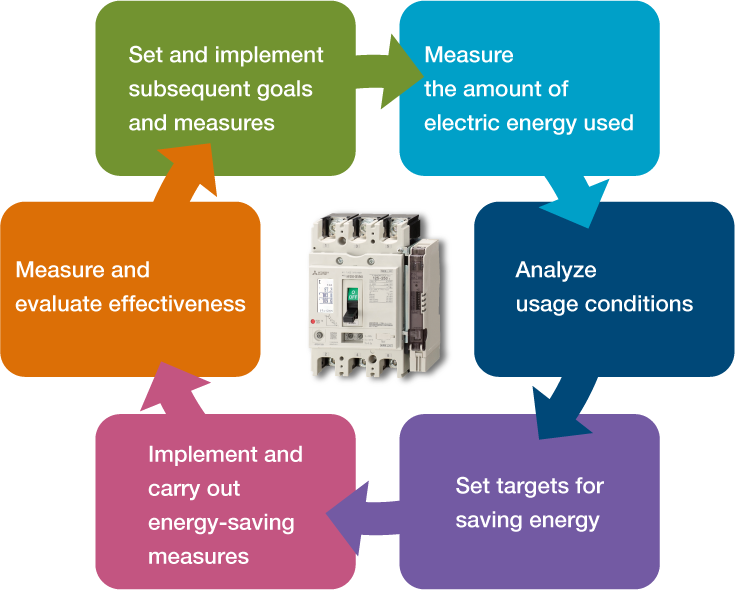 Set and implement
subsequent goals
and measures
Measure
the amount of
electric energy used
Analyze
usage conditions
Set targets for
saving energy
Implement and
carry out
energy-saving
measures
Measure and
evaluate effectiveness
OFF